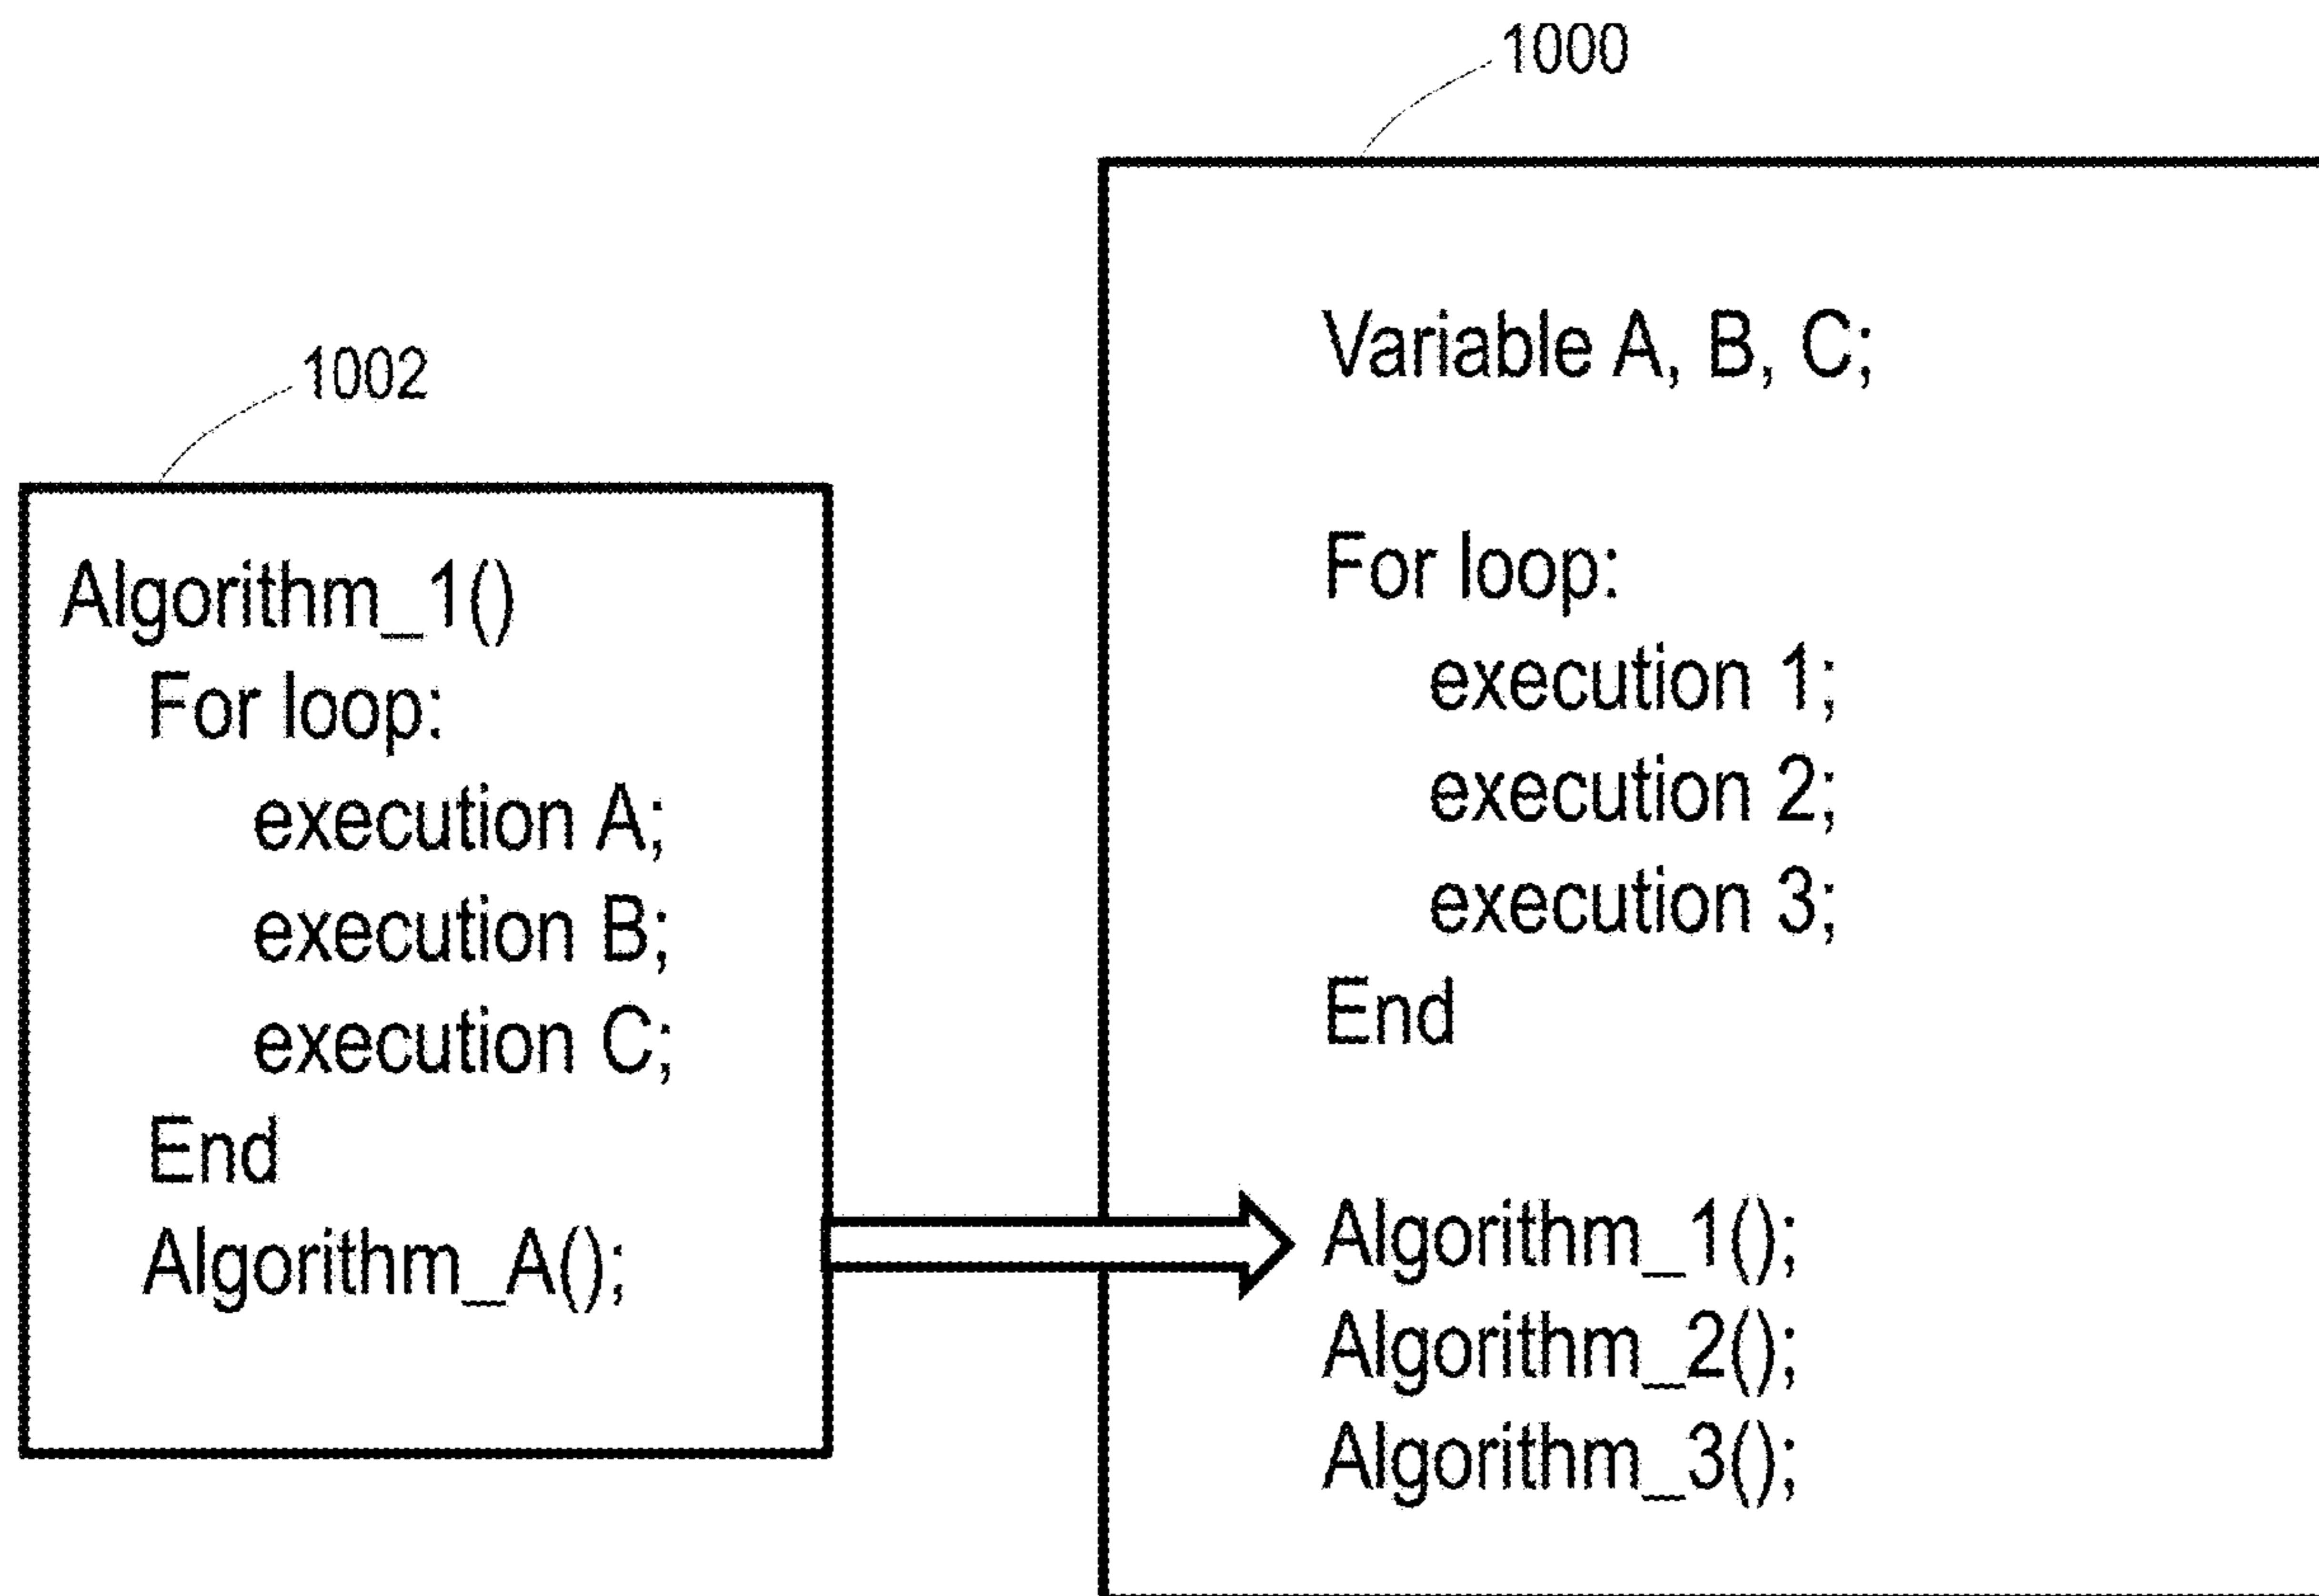 1000
Variable A, B, C;
For loop:
execution 1;
execution 2;
execution 3;
End
Algorithm_1();
Algorithm_2();
Algorithm_3();
1002
Algorithm_1()
For loop:
execution A;
execution B;
execution C;
End
Algorithm_A();